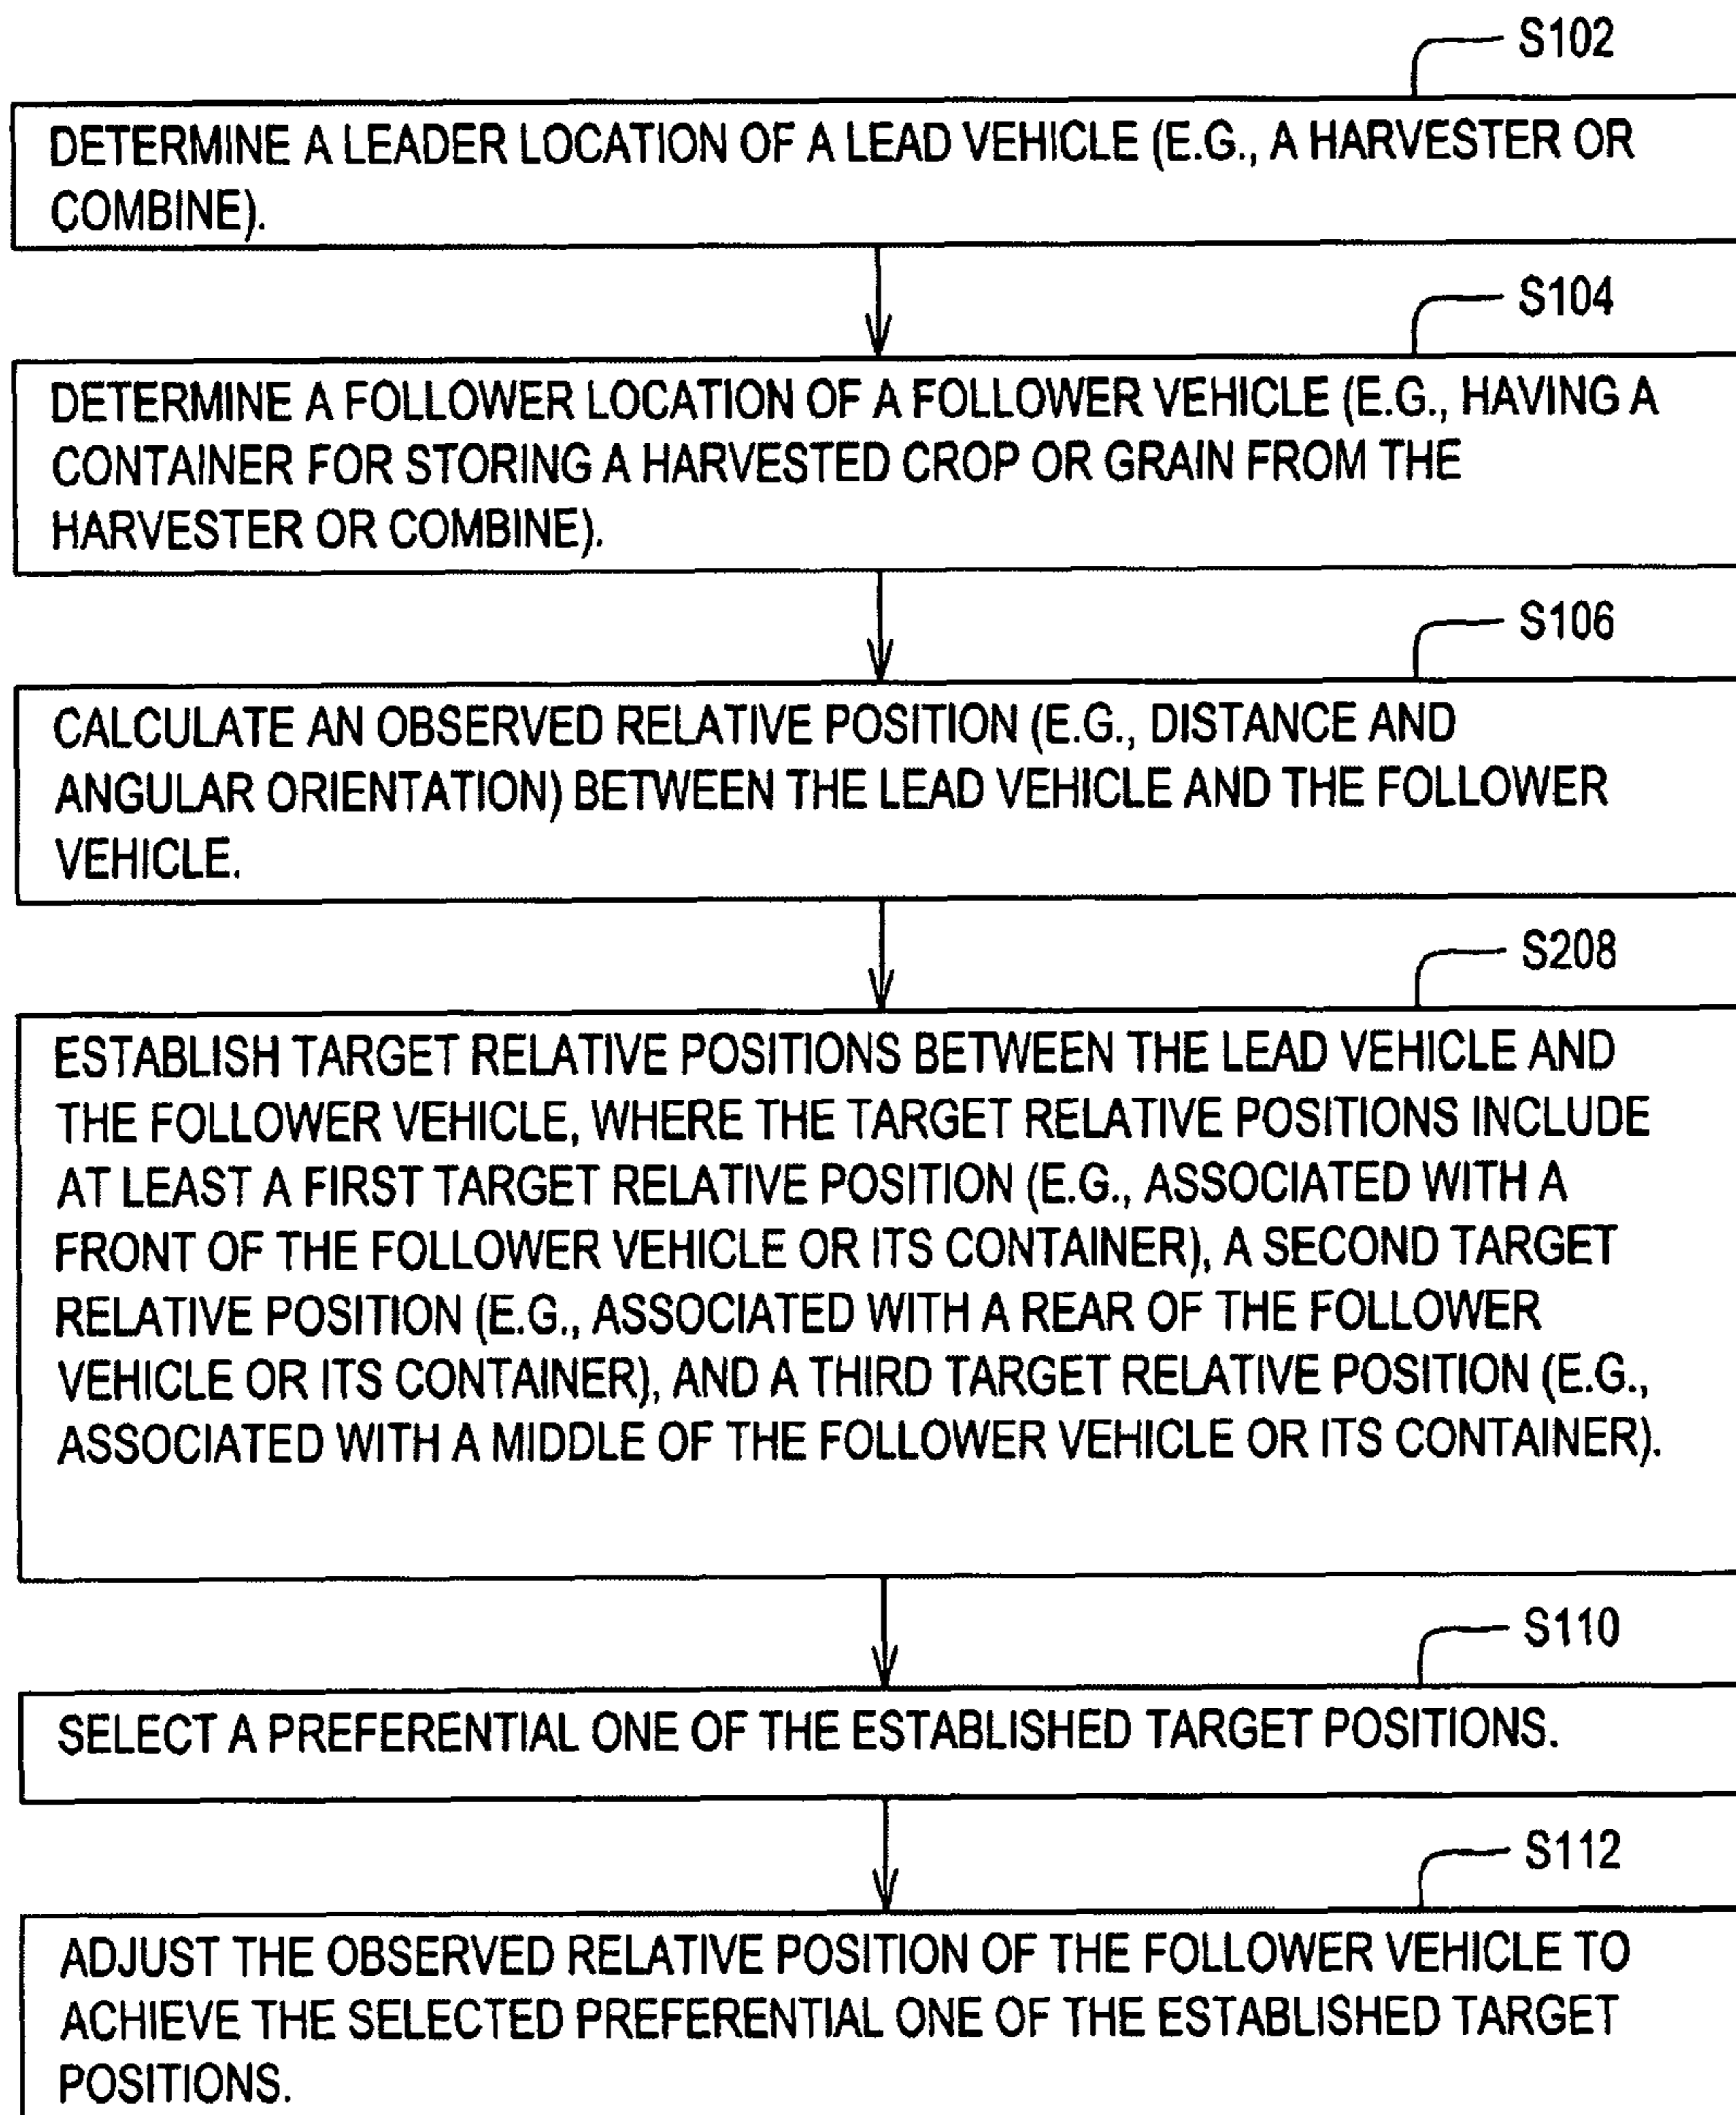 S102
DETERMINE A LEADER LOCATION OF A LEAD VEHICLE (E.G., A HARVESTER OR
COMBINE).
S104
DETERMINE A FOLLOWER LOCATION OF A FOLLOWER VEHICLE (E.G., HAVING A
CONTAINER FOR STORING A HARVESTED CROP OR GRAIN FROM THE
HARVESTER OR COMBINE).
S106
CALCULATE AN OBSERVED RELATIVE POSITION (E.G., DISTANCE AND
ANGULAR ORIENTATION) BETWEEN THE LEAD VEHICLE AND THE FOLLOWER
VEHICLE.
S208
ESTABLISH TARGET RELATIVE POSITIONS BETWEEN THE LEAD VEHICLE AND
THE FOLLOWER VEHICLE, WHERE THE TARGET RELATIVE POSITIONS INCLUDE
AT LEAST A FIRST TARGET RELATIVE POSITION (E.G., ASSOCIATED WITH A
FRONT OF THE FOLLOWER VEHICLE OR ITS CONTAINER), A SECOND TARGET
RELATIVE POSITION (E.G., ASSOCIATED WITH A REAR OF THE FOLLOWER
VEHICLE OR ITS CONTAINER), AND A THIRD TARGET RELATIVE POSITION (E.G.,
ASSOCIATED WITH A MIDDLE OF THE FOLLOWER VEHICLE OR ITS CONTAINER).
S110
SELECT A PREFERENTIAL ONE OF THE ESTABLISHED TARGET POSITIONS.
S112
ADJUST THE OBSERVED RELATIVE POSITION OF THE FOLLOWER VEHICLE TO
ACHIEVE THE SELECTED PREFERENTIAL ONE OF THE ESTABLISHED TARGET
POSITIONS.